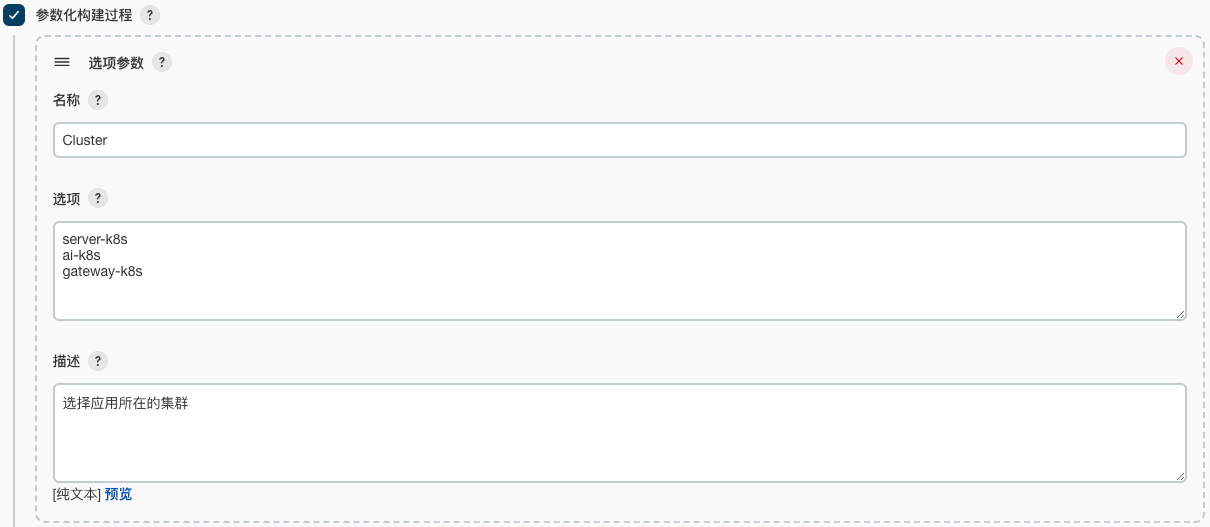 参数化构建过程 ?
选项参数 ?
名称 ?
Cluster
选项 ?
server-k8s
ai-k8s
gateway-k8s
描述 ?
选择应用所在的集群
[纯文本] 预览